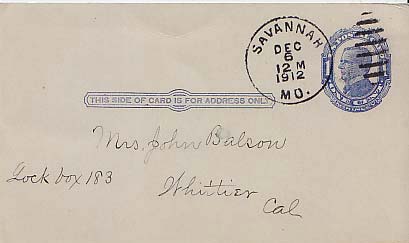 SAVANNAH
DEC
6
12 M
1912
MO.
THIS SIDE OF CARD IS FOR ADDRESS ONLY
Mrs. John Balson
Lock box 183
Whittier
Cal